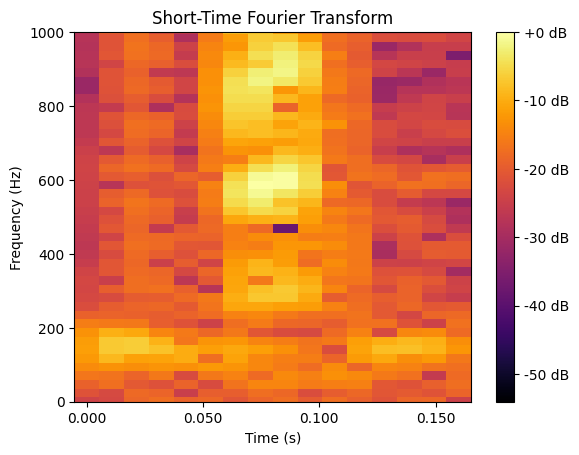 Short-Time Fourier Transform
1000
800
600
400
200
0
Frequency (Hz)
0.000
0.050
0.100
0.150
Time (s)
+0 dB
-10 dB
-20 dB
-30 dB
-40 dB
-50 dB